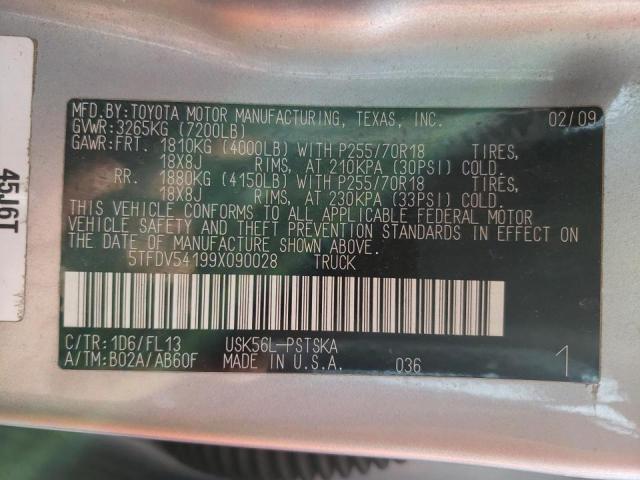 MFD.BY:TOYOTA MOTOR MANUFACTURING, TEXAS, INC. 02/09
GVWR:3265KG (7200LB)
GAWR:FRT. 1810KG (4000LB) WITH P255/70R18 TIRES,
18X8J RIMS, AT 210KPA (30PSI) COLD.
RR. 1880KG (4150LB) WITH P255/70R18 TIRES,
18X8J RIMS, AT 230KPA (33PSI) COLD.
THIS VEHICLE CONFORMS TO ALL APPLICABLE FEDERAL MOTOR
VEHICLE SAFETY AND THEFT PREVENTION STANDARDS IN EFFECT ON
THE DATE OF MANUFACTURE SHOWN ABOVE.
5TFDV54199X090028 TRUCK
C/TR:1D6/FL13 USK56L-PSTSKA
A/TM:B02A/AB60F MADE IN U.S.A. 036 1
45J6T